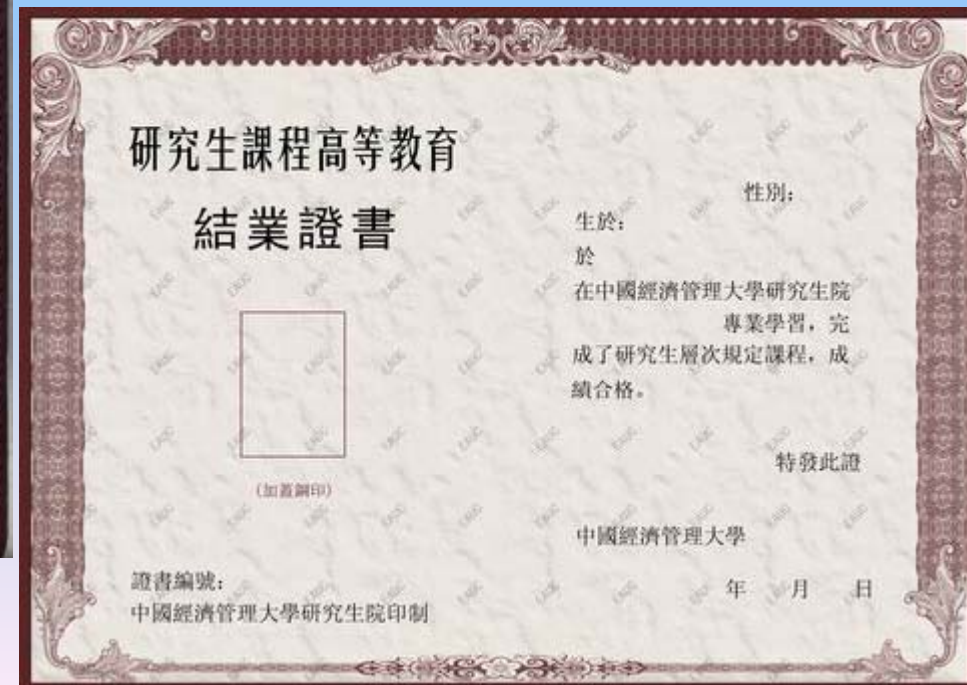 研究生課程高等教育
結業證書
(加蓋鋼印)
證書編號：
中國經濟管理大學研究生院印制
性別：
生於：
於
在中國經濟管理大學研究生院
專業學習，完
成了研究生層次規定課程，成
績合格。
特發此證
中國經濟管理大學
年 月 日